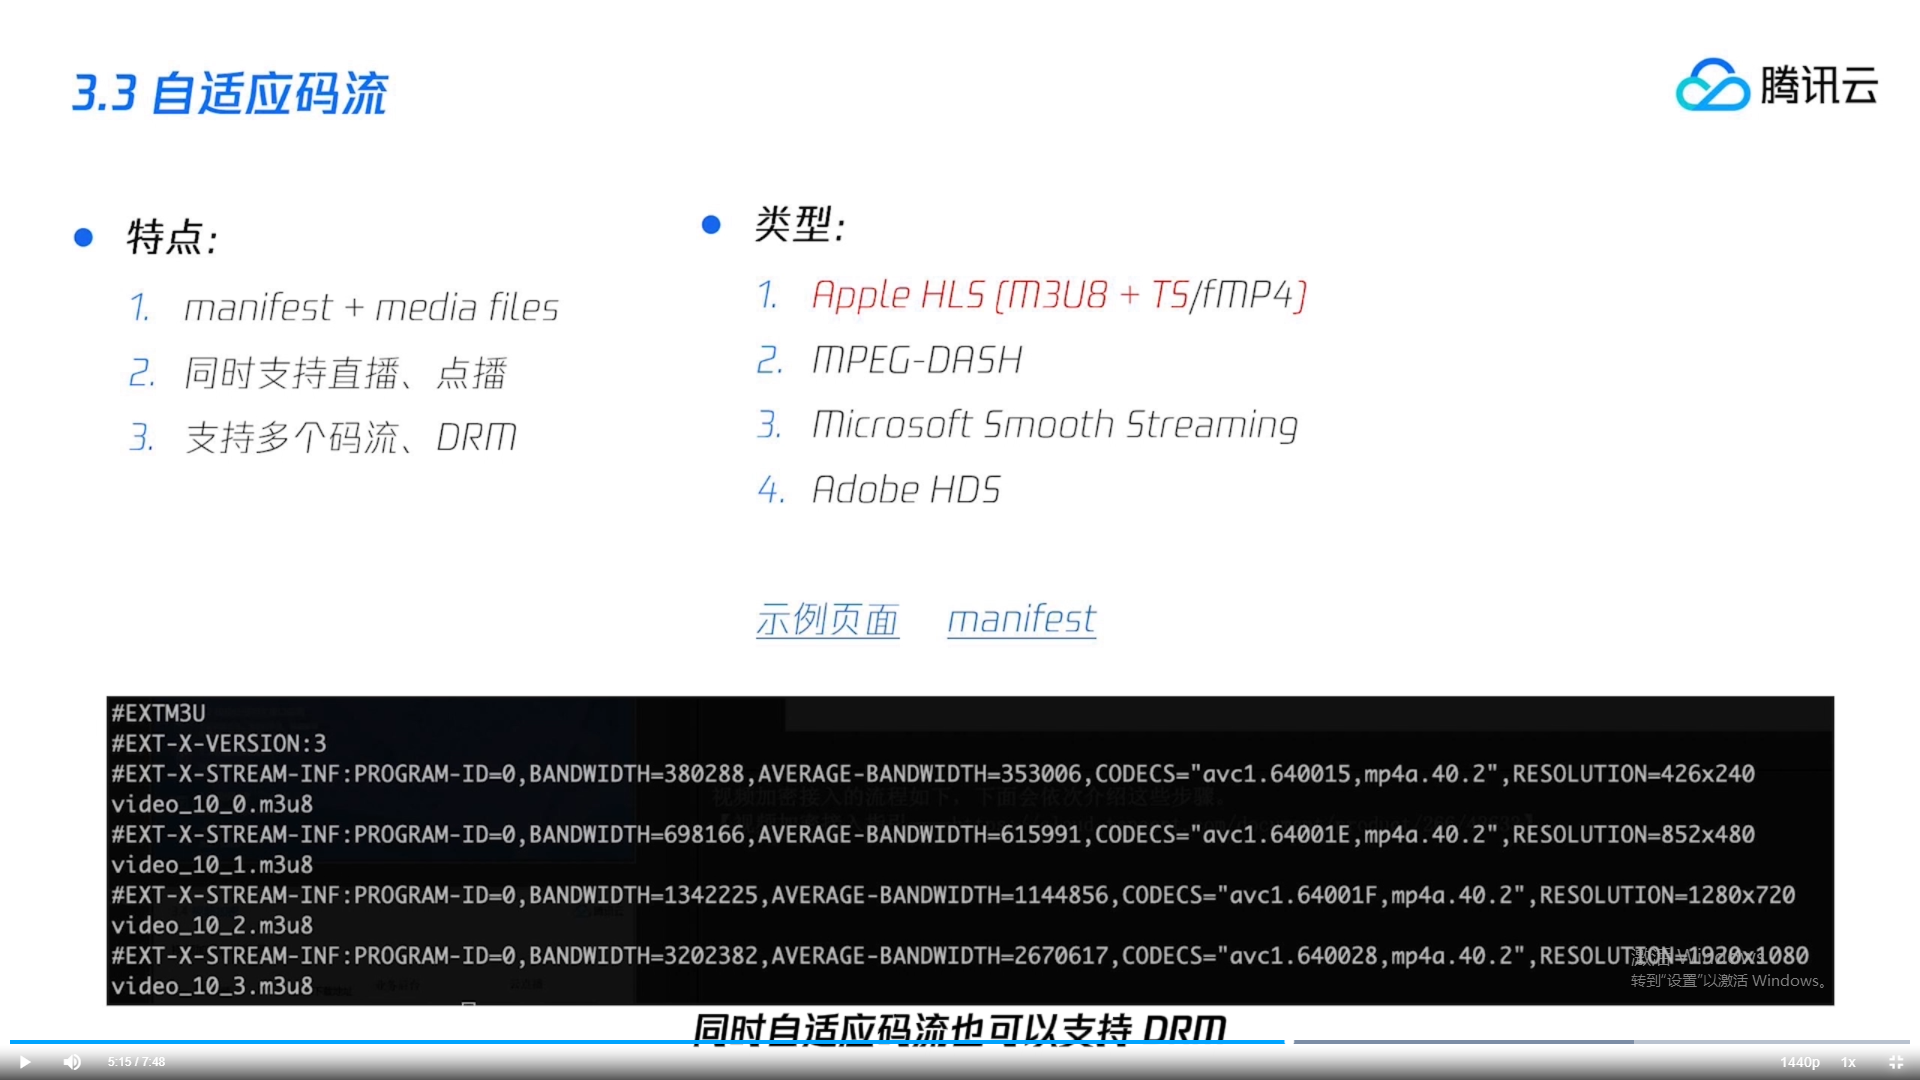 3.3 自适应码流
腾讯云
特点:
1. manifest + media files
2. 同时支持直播、点播
3. 支持多个码流、DRM
类型:
1. Apple HLS (M3U8 + TS/fMP4)
2. MPEG-DASH
3. Microsoft Smooth Streaming
4. Adobe HDS
示例页面 manifest
#EXTM3U
#EXT-X-VERSION:3
#EXT-X-STREAM-INF:PROGRAM-ID=0,BANDWIDTH=380288,AVERAGE-BANDWIDTH=353006,CODECS="avc1.640015,mp4a.40.2",RESOLUTION=426x240
video_10_0.m3u8
#EXT-X-STREAM-INF:PROGRAM-ID=0,BANDWIDTH=698166,AVERAGE-BANDWIDTH=615991,CODECS="avc1.64001E,mp4a.40.2",RESOLUTION=852x480
video_10_1.m3u8
#EXT-X-STREAM-INF:PROGRAM-ID=0,BANDWIDTH=1342225,AVERAGE-BANDWIDTH=1144856,CODECS="avc1.64001F,mp4a.40.2",RESOLUTION=1280x720
video_10_2.m3u8
#EXT-X-STREAM-INF:PROGRAM-ID=0,BANDWIDTH=3202382,AVERAGE-BANDWIDTH=2670617,CODECS="avc1.640028,mp4a.40.2",RESOLUTION=1920x1080
video_10_3.m3u8
激活 Windows
转到"设置"以激活 Windows。
同时自适应码流也可以支持 DRM
5:15 / 7:48
1440p 1x